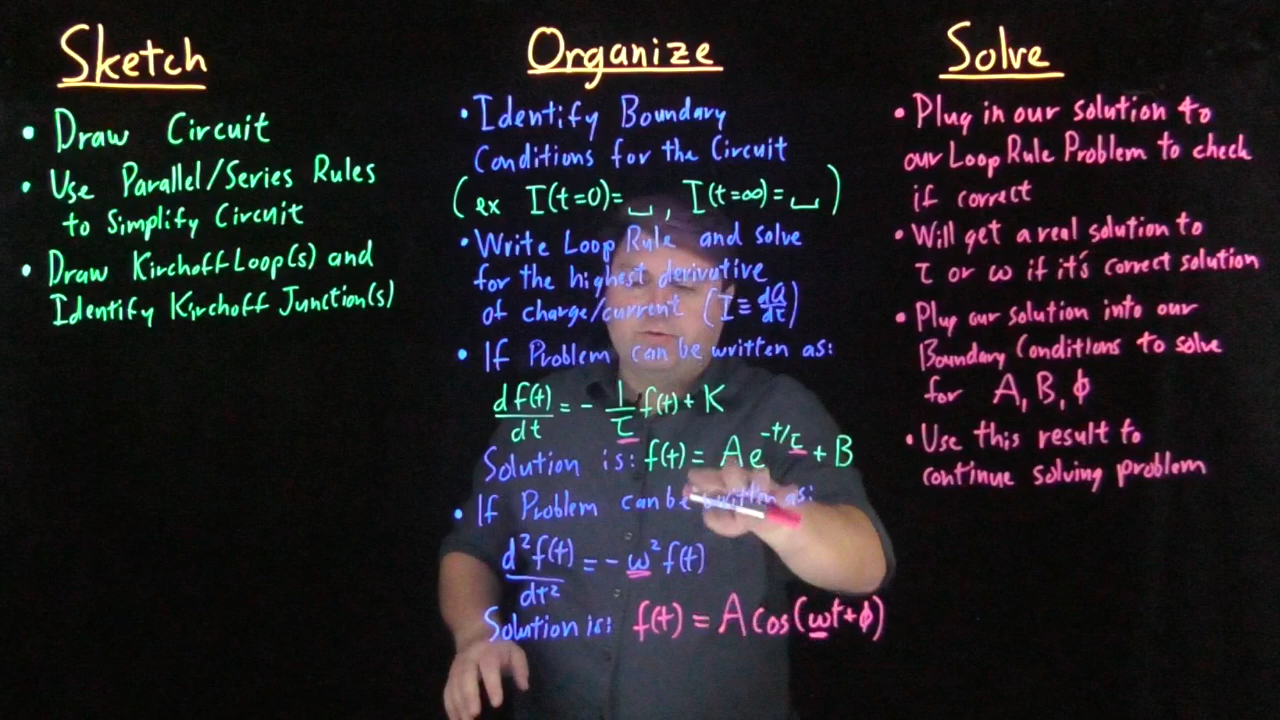 Sketch
• Draw Circuit
• Use Parallel/Series Rules
to Simplify Circuit
• Draw Kirchoff Loop(s) and
Identify Kirchoff Junction(s)
Organize
• Identify Boundary
Conditions for the Circuit
(ex I(t=0)=␣, I(t=∞)=␣)
• Write Loop Rule and solve
for the highest derivative
of charge/current (I ≡ dQ/dt)
• If Problem can be written as:
df(t)/dt = - 1/τ f(t) + K
Solution is: f(t) = Ae^(-t/τ) + B
• If Problem can be written as:
d²f(t)/dt² = -ω² f(t)
Solution is: f(t) = A cos(ωt+ϕ)
Solve
• Plug in our solution to
our Loop Rule Problem to check
if correct
• Will get a real solution to
τ or ω if it's correct solution
• Plug our solution into our
Boundary Conditions to solve
for A, B, ϕ
• Use this result to
continue solving problem